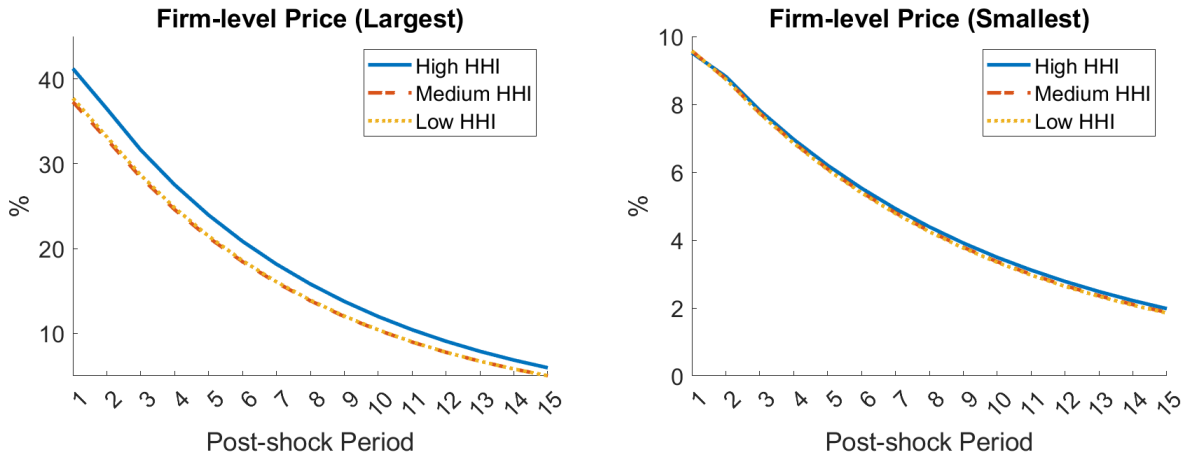 Firm-level Price (Largest)
High HHI
Medium HHI
Low HHI
40
30
20
10
%
1 2 3 4 5 6 7 8 9 10 11 12 13 14 15
Post-shock Period
Firm-level Price (Smallest)
High HHI
Medium HHI
Low HHI
10
8
6
4
2
0
%
1 2 3 4 5 6 7 8 9 10 11 12 13 14 15
Post-shock Period